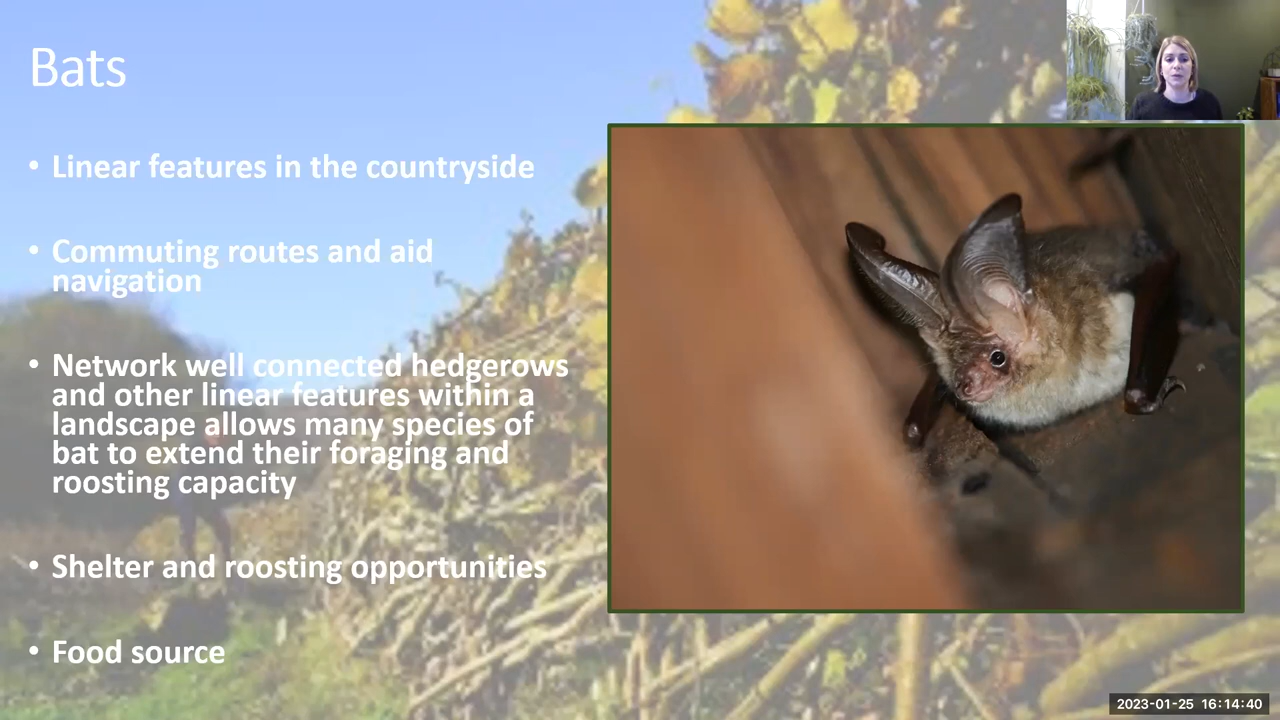 Bats
• Linear features in the countryside
• Commuting routes and aid
navigation
• Network well connected hedgerows
and other linear features within a
landscape allows many species of
bat to extend their foraging and
roosting capacity
• Shelter and roosting opportunities
• Food source
2023-01-25 16:14:40